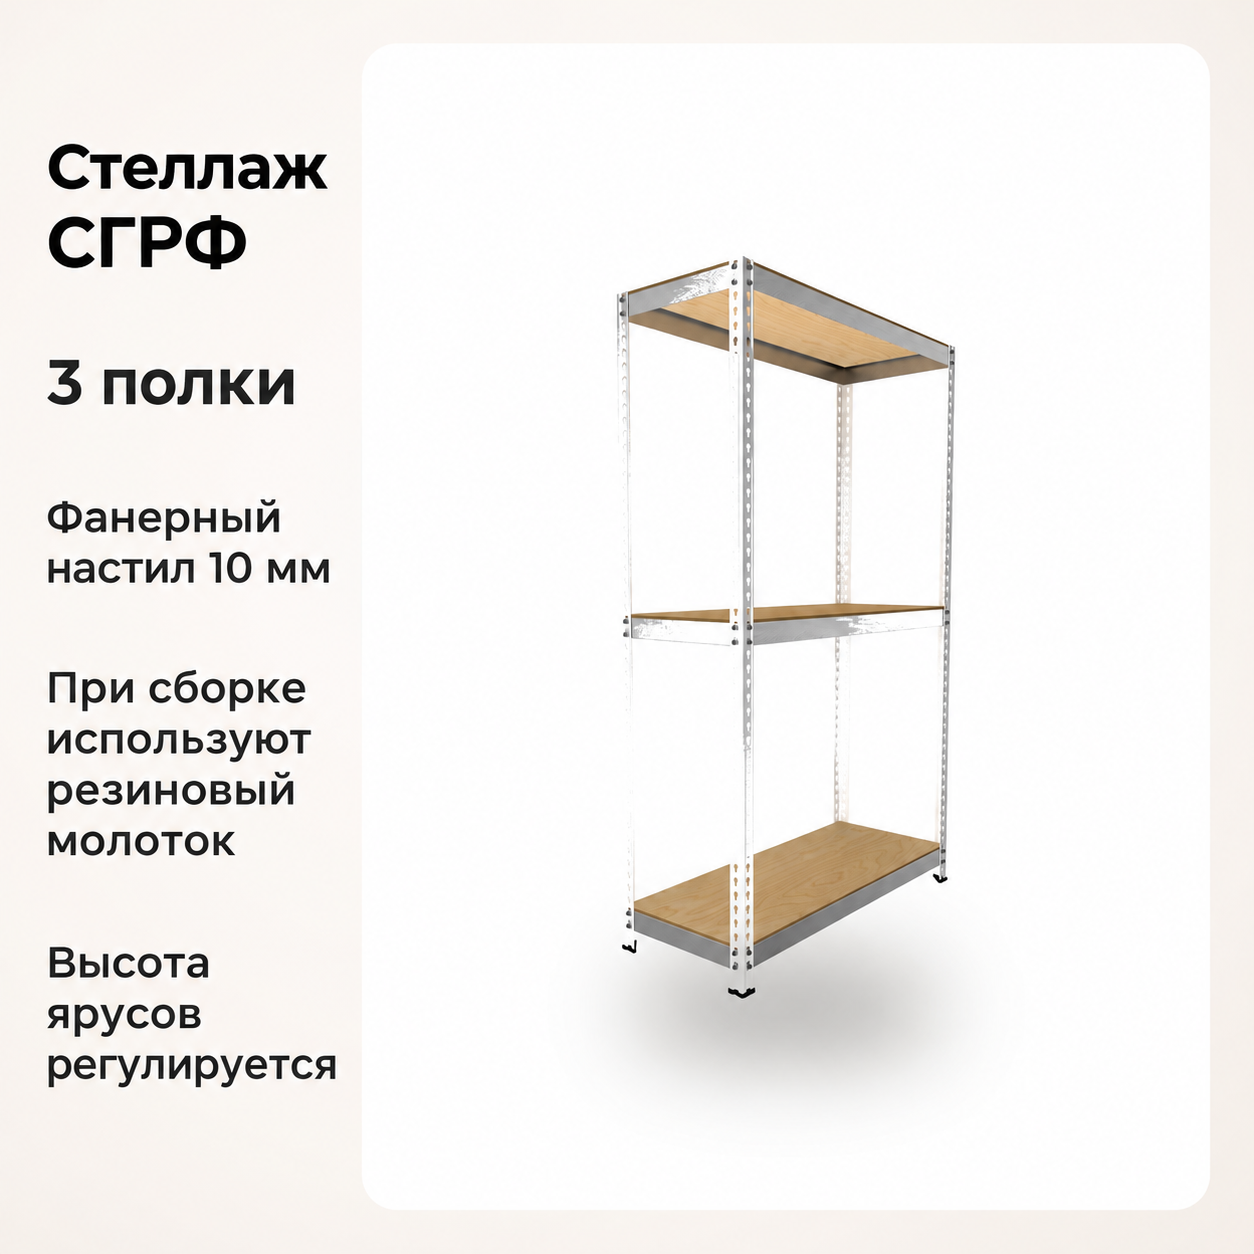 Стеллаж
СГРФ
3 полки
Фанерный
настил 10 мм
При сборке
используют
резиновый
молоток
Высота
ярусов
регулируется